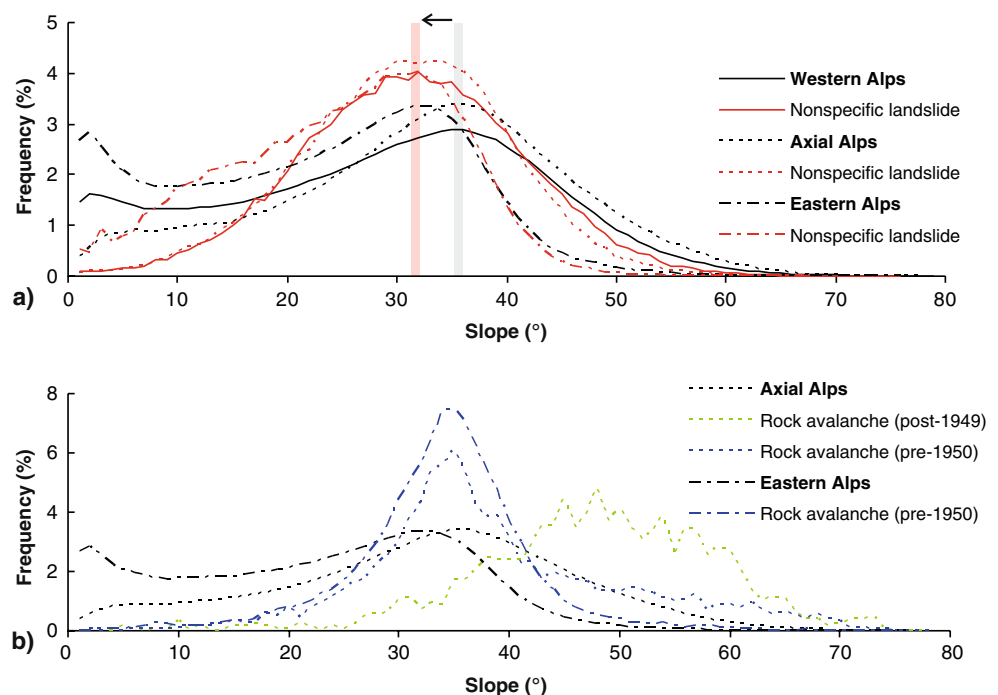 5
4
3
2
1
0
Frequency (%)
a)
0 10 20 30 40 50 60 70 80
Slope (°)
Western Alps
Nonspecific landslide
Axial Alps
Nonspecific landslide
Eastern Alps
Nonspecific landslide
8
6
4
2
0
Frequency (%)
b)
0 10 20 30 40 50 60 70 80
Slope (°)
Axial Alps
Rock avalanche (post-1949)
Rock avalanche (pre-1950)
Eastern Alps
Rock avalanche (pre-1950)